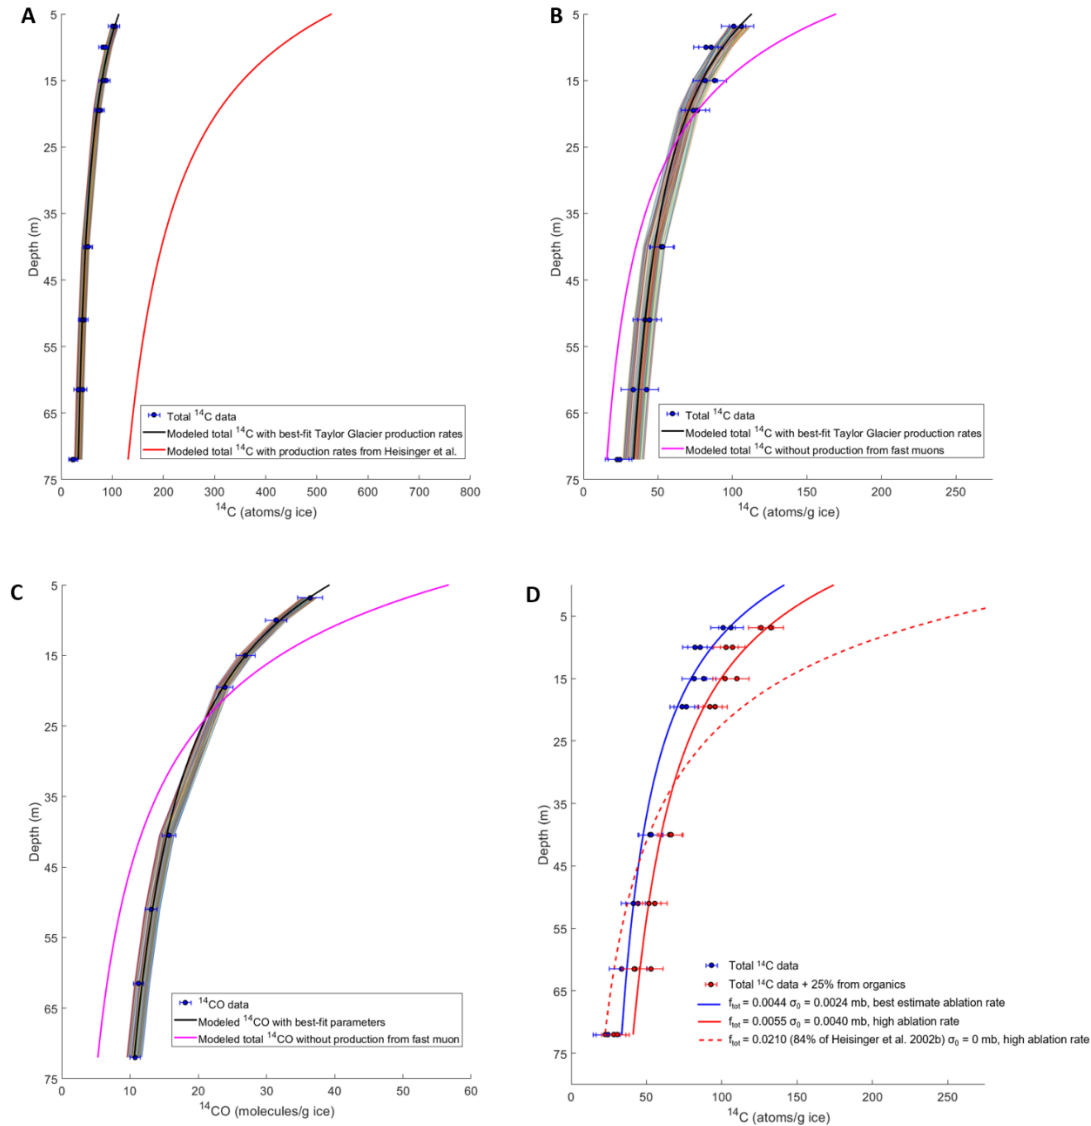 A
5
15
25
35
45
55
65
75
Depth (m)
Total ¹⁴C data
Modeled total ¹⁴C with best-fit Taylor Glacier production rates
Modeled total ¹⁴C with production rates from Heisinger et al.
0 100 200 300 400 500 600 700 800
¹⁴C (atoms/g ice)
B
5
15
25
35
45
55
65
75
Depth (m)
Total ¹⁴C data
Modeled total ¹⁴C with best-fit Taylor Glacier production rates
Modeled total ¹⁴C without production from fast muons
0 50 100 150 200 250
¹⁴C (atoms/g ice)
C
5
15
25
35
45
55
65
75
Depth (m)
¹⁴CO data
Modeled ¹⁴CO with best-fit parameters
Modeled total ¹⁴CO without production from fast muon
0 10 20 30 40 50 60
¹⁴CO (molecules/g ice)
D
5
15
25
35
45
55
65
75
Depth (m)
Total ¹⁴C data
Total ¹⁴C data + 25% from organics
f_tot = 0.0044 σ₀ = 0.0024 mb, best estimate ablation rate
f_tot = 0.0055 σ₀ = 0.0040 mb, high ablation rate
f_tot = 0.0210 (84% of Heisinger et al. 2002b) σ₀ = 0 mb, high ablation rate
0 50 100 150 200 250
¹⁴C (atoms/g ice)